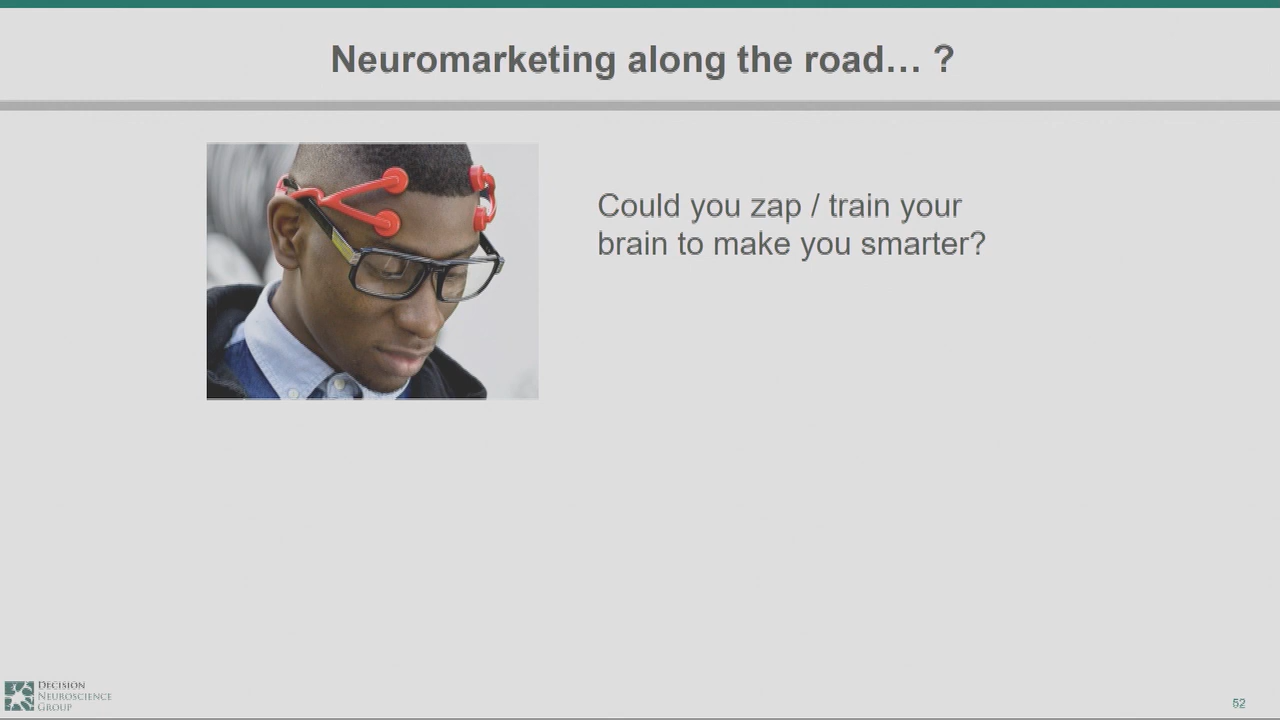 Neuromarketing along the road… ?
Could you zap / train your
brain to make you smarter?
DECISION
NEUROSCIENCE
GROUP
52